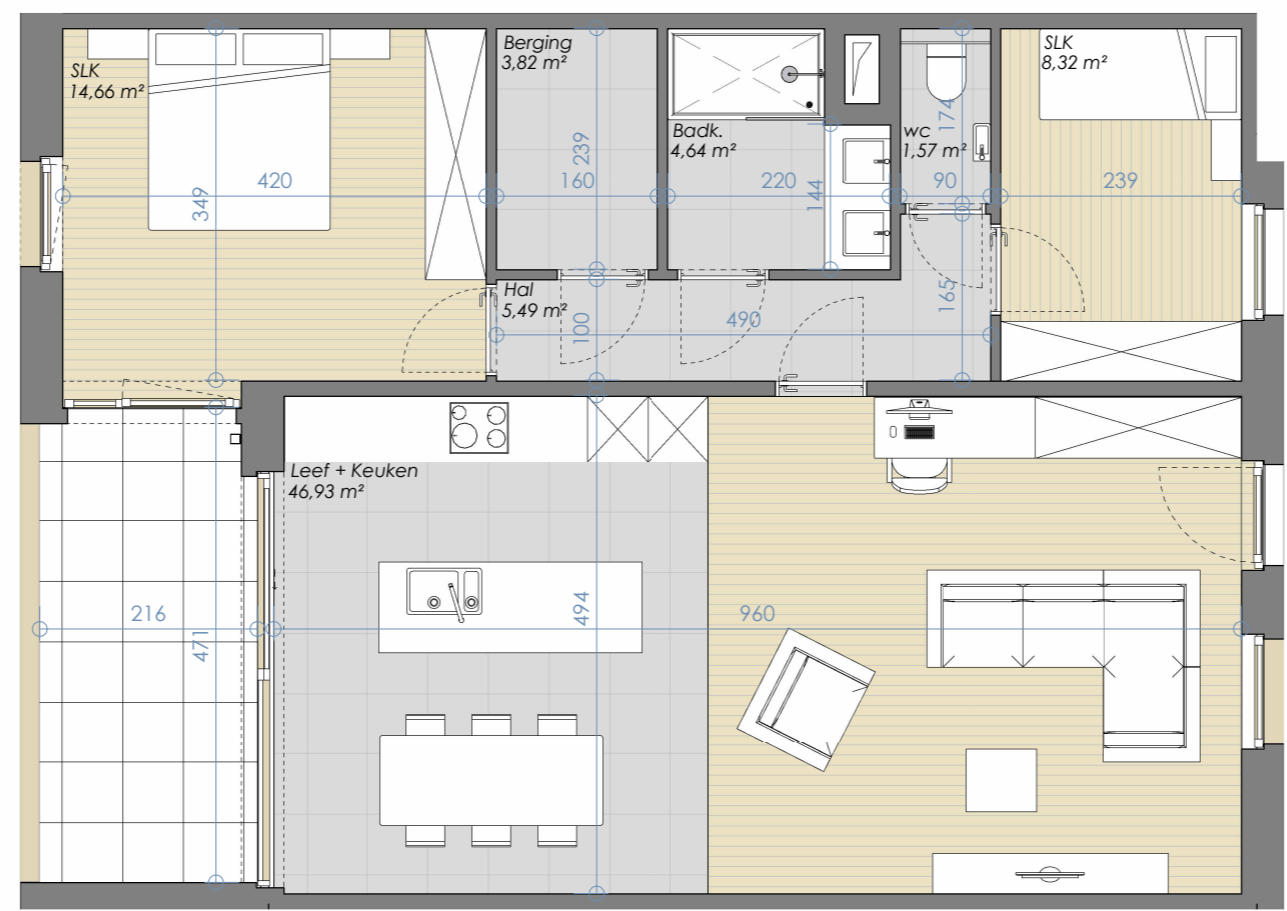 SLK
14,66 m²
Berging
3,82 m²
Badk.
4,64 m²
wc
1,57 m²
SLK
8,32 m²
349
420
239
160
220
144
174
90
239
Hal
5,49 m²
100
490
165
Leef + Keuken
46,93 m²
216
471
494
960